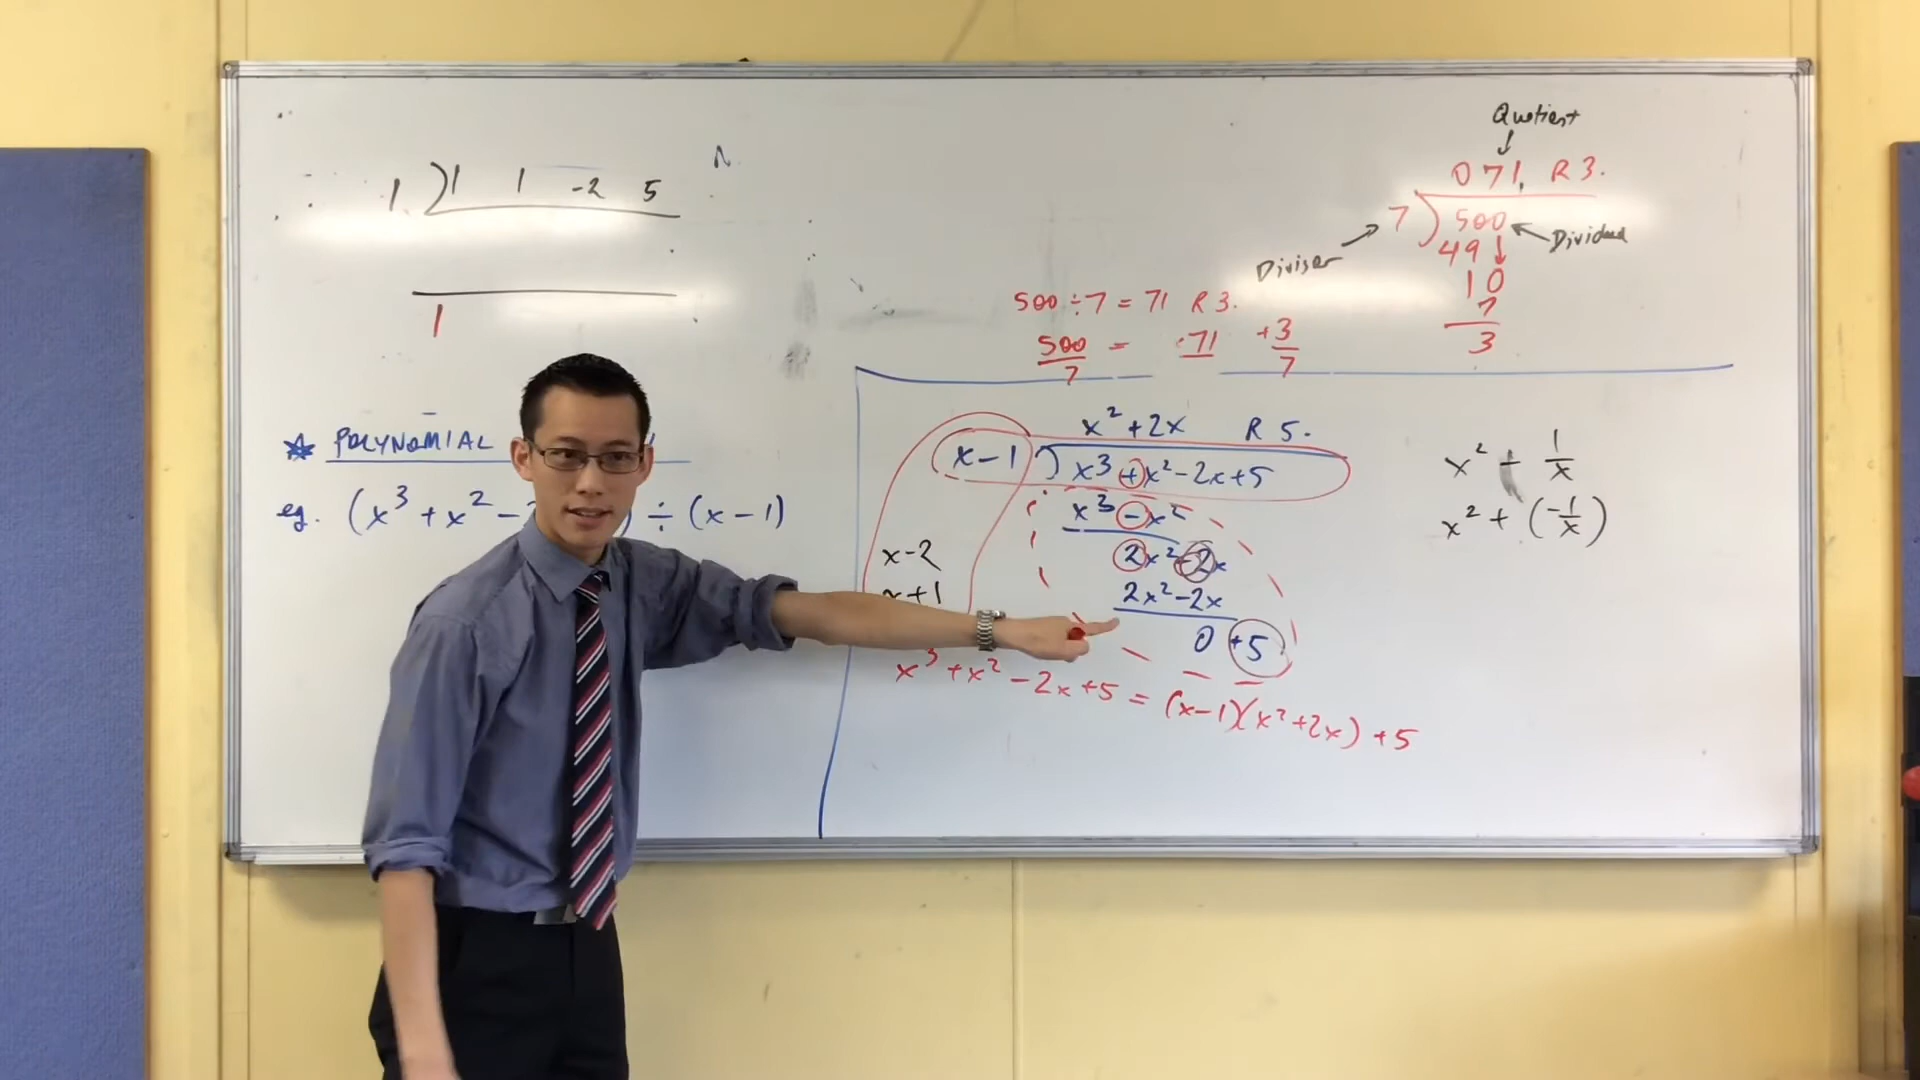 1 ) 1 1 -2 5
1
★ POLYNOMIAL
eg. (x³ + x² - ) ÷ (x - 1)
Quotient
071 R 3.
7 ) 500
Divisor
Dividend
49
10
7
3
500 ÷ 7 = 71 R 3.
500/7 = 71 + 3/7
x² + 2x R 5.
x - 1 ) x³ + x² - 2x + 5
x³ - x²
2x² - 2x
2x² - 2x
0 + 5
x - 2
x + 1
x³ + x² - 2x + 5 = (x - 1)(x² + 2x) + 5
x² - 1/x
x² + (-1/x)